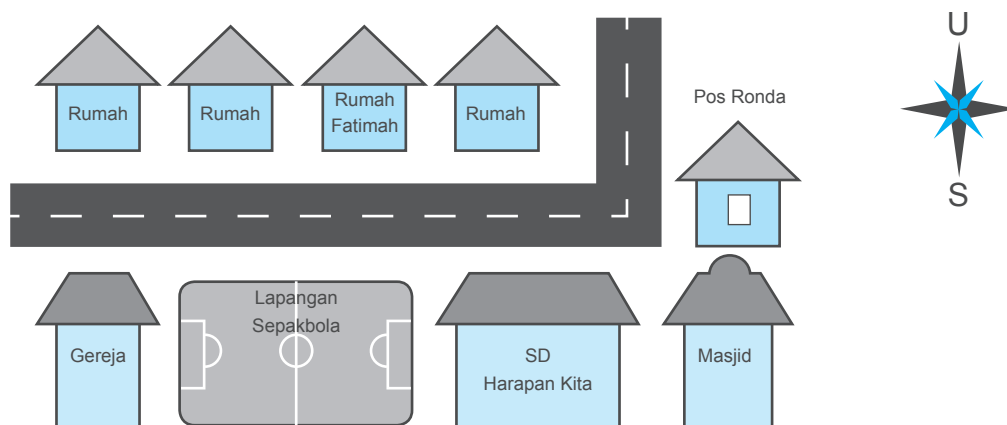 Rumah
Rumah
Rumah
Fatimah
Rumah
Pos Ronda
U
S
Gereja
Lapangan
Sepakbola
SD
Harapan Kita
Masjid